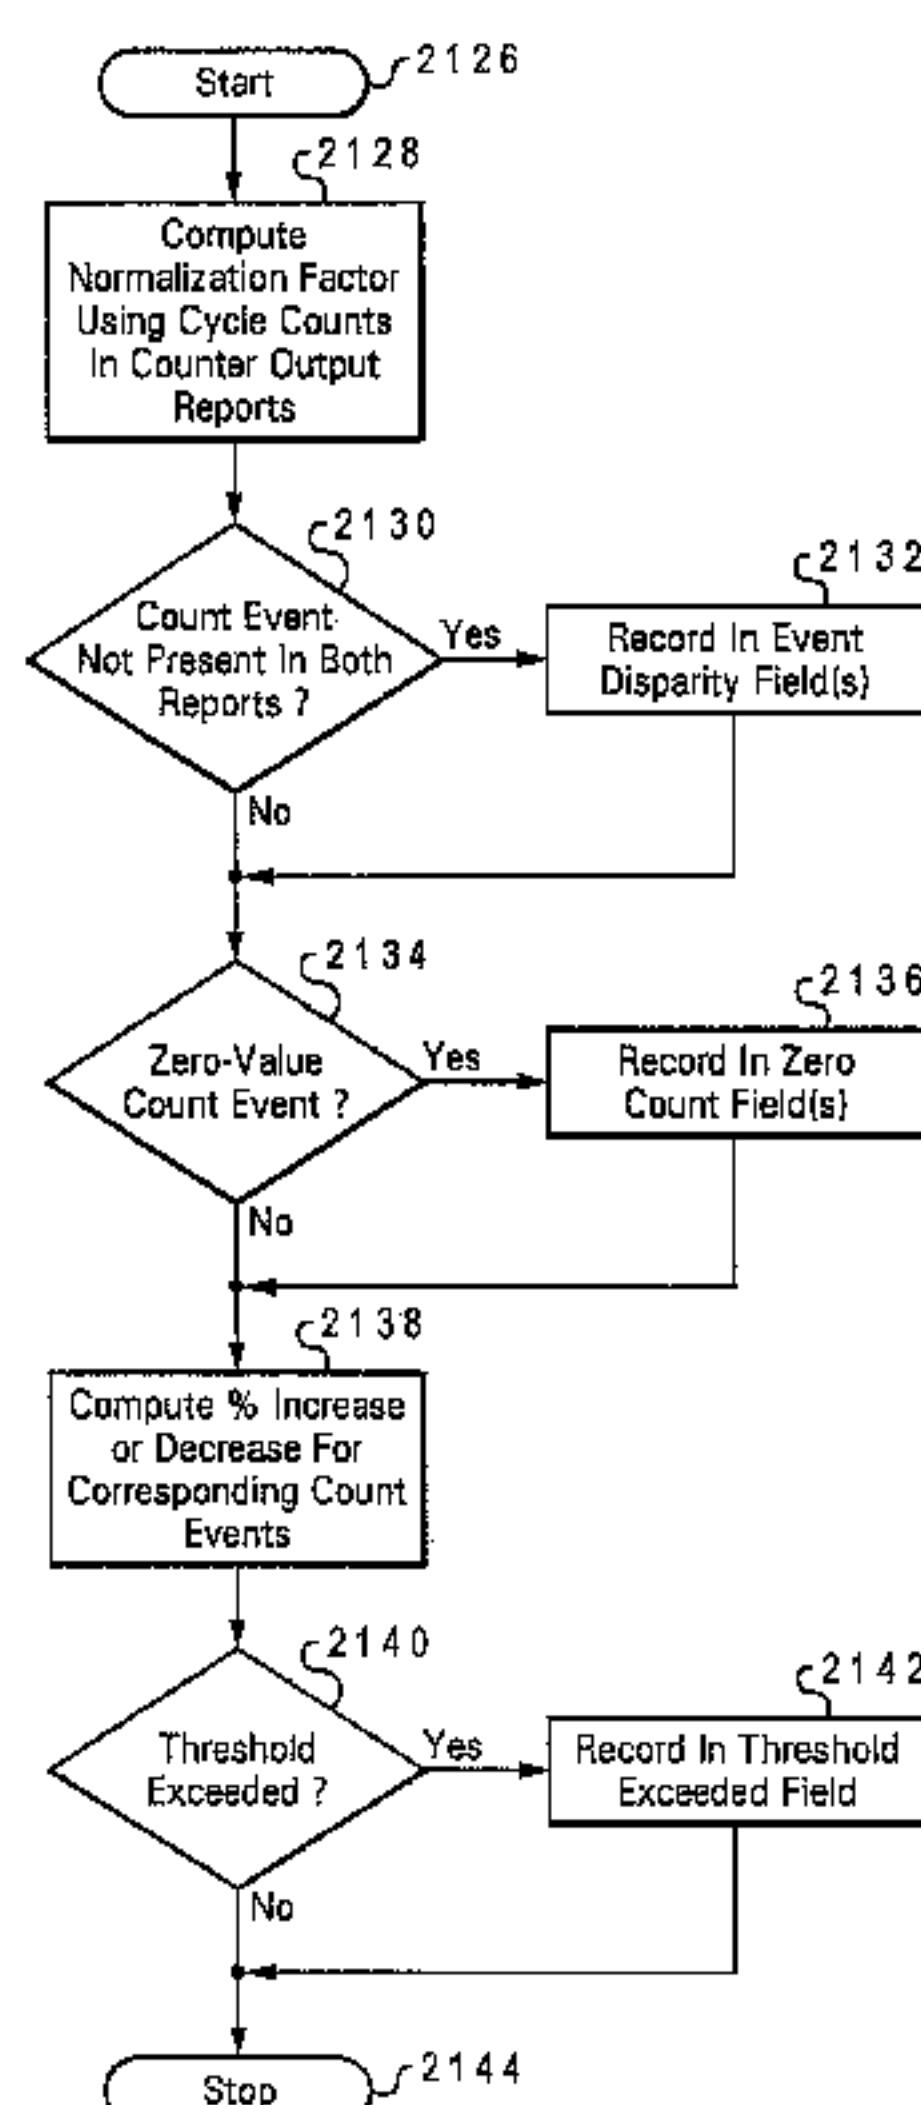 Start
2126
2128
Compute
Normalization Factor
Using Cycle Counts
In Counter Output
Reports
2130
Count Event
Not Present In Both
Reports ?
Yes
2132
Record In Event
Disparity Field(s)
No
2134
Zero-Value
Count Event ?
Yes
2136
Record In Zero
Count Field(s)
No
2138
Compute % Increase
or Decrease For
Corresponding Count
Events
2140
Threshold
Exceeded ?
Yes
2142
Record In Threshold
Exceeded Field
No
2144
Stop